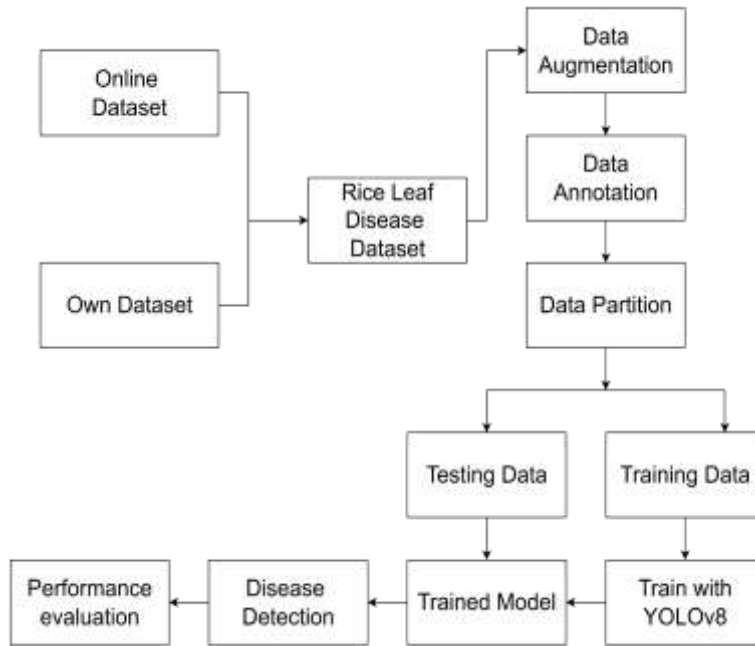 Online
Dataset
Own Dataset
Rice Leaf
Disease
Dataset
Data
Augmentation
Data
Annotation
Data Partition
Testing Data
Training Data
Train with
YOLOv8
Trained Model
Disease
Detection
Performance
evaluation